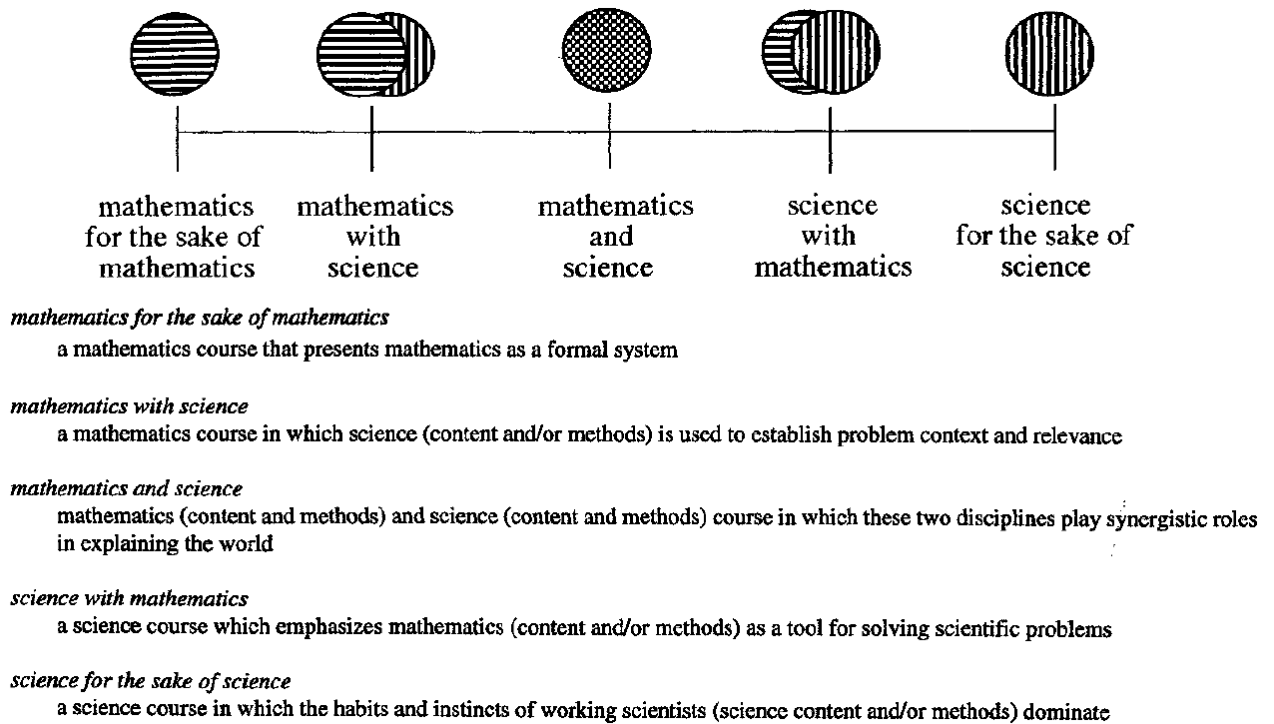 mathematics for the sake of mathematics
mathematics with science
mathematics and science
science with mathematics
science for the sake of science
mathematics for the sake of mathematics
a mathematics course that presents mathematics as a formal system
mathematics with science
a mathematics course in which science (content and/or methods) is used to establish problem context and relevance
mathematics and science
mathematics (content and methods) and science (content and methods) course in which these two disciplines play synergistic roles
in explaining the world
science with mathematics
a science course which emphasizes mathematics (content and/or methods) as a tool for solving scientific problems
science for the sake of science
a science course in which the habits and instincts of working scientists (science content and/or methods) dominate